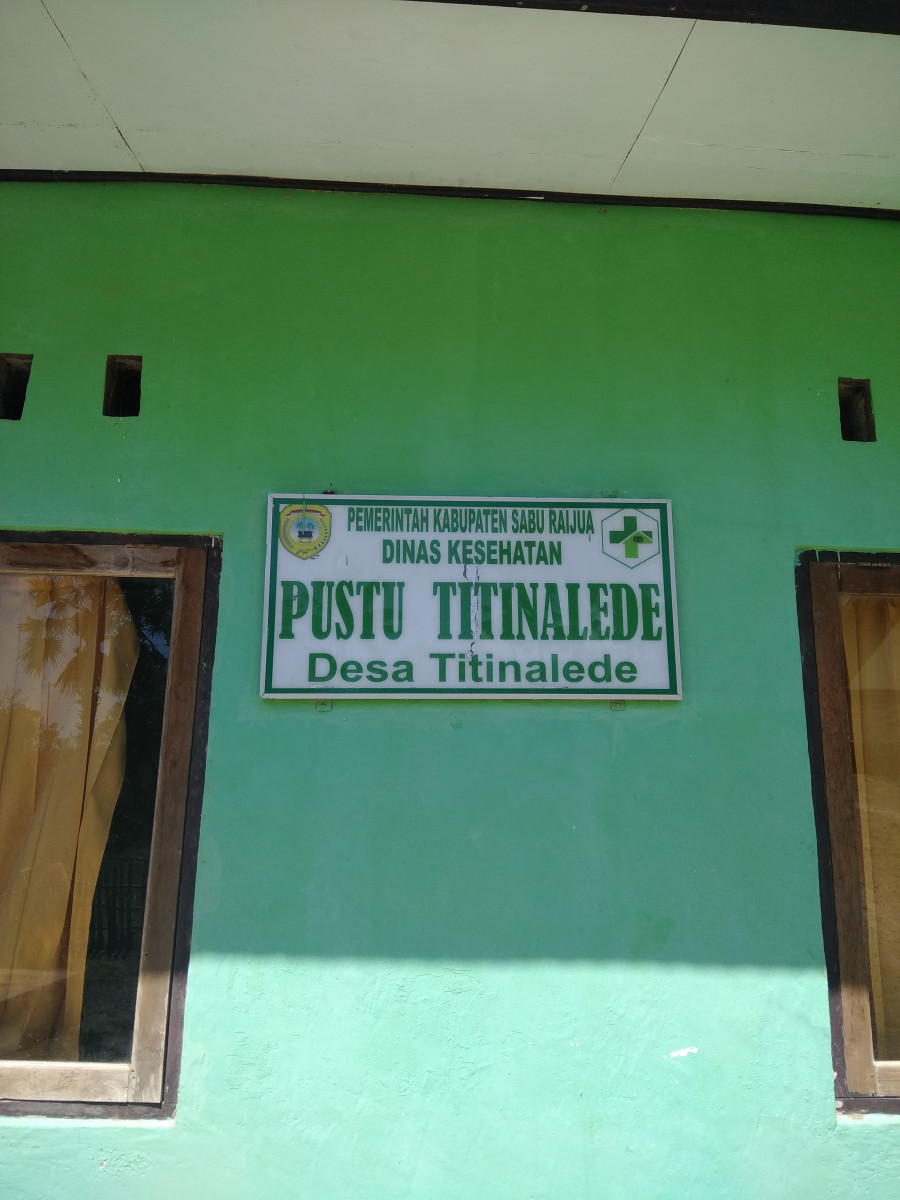 PEMERINTAH KABUPATEN SABU RAIJUA
DINAS KESEHATAN
PUSTU TITINALEDE
Desa Titinalede